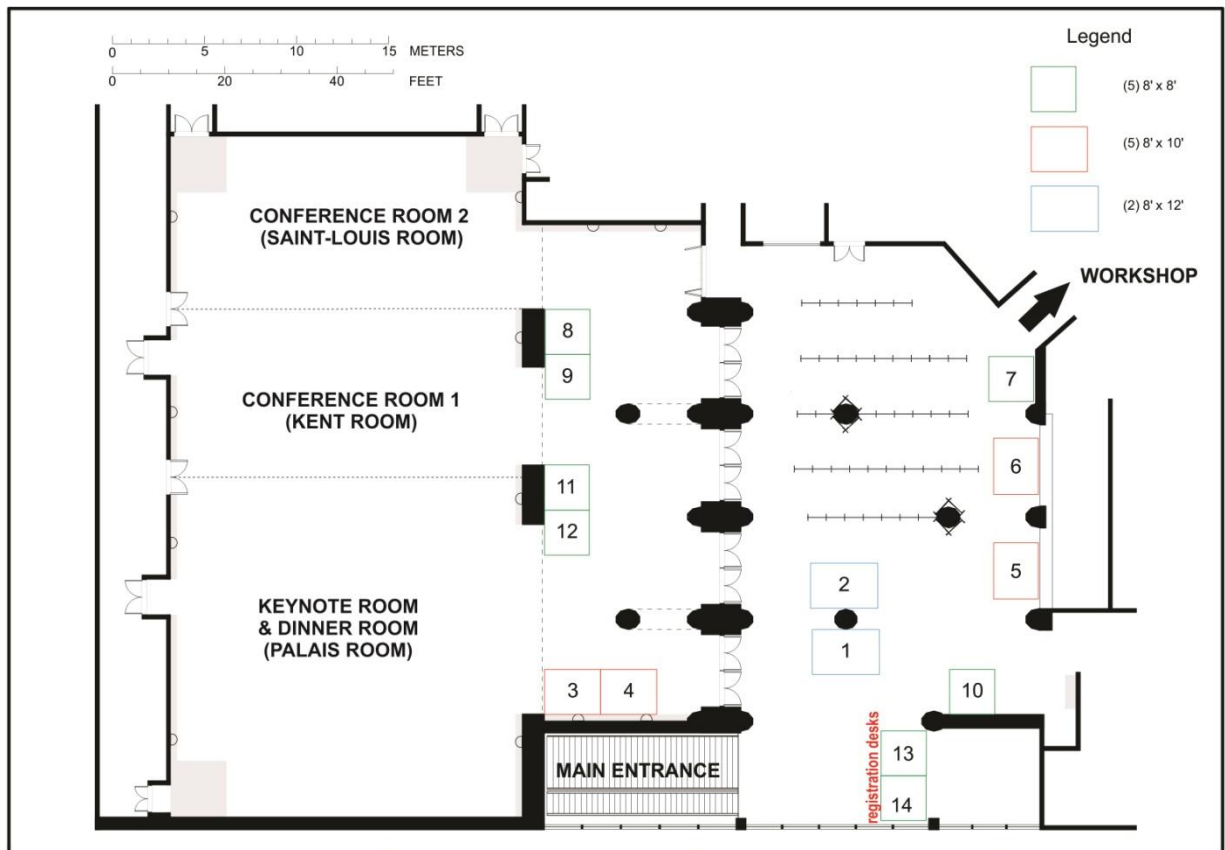 0 5 10 15 METERS
0 20 40 FEET
Legend
(5) 8' x 8'
(5) 8' x 10'
(2) 8' x 12'
CONFERENCE ROOM 2
(SAINT-LOUIS ROOM)
WORKSHOP
8
9
7
CONFERENCE ROOM 1
(KENT ROOM)
6
11
12
5
2
KEYNOTE ROOM
& DINNER ROOM
(PALAIS ROOM)
1
3
4
10
registration desks
13
MAIN ENTRANCE
14